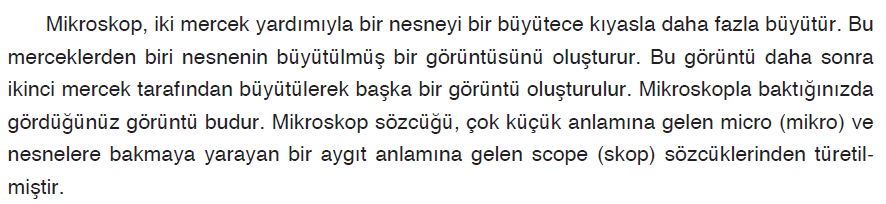 Mikroskop, iki mercek yardımıyla bir nesneyi bir büyütece kıyasla daha fazla büyütür. Bu
merceklerden biri nesnenin büyütülmüş bir görüntüsünü oluşturur. Bu görüntü daha sonra
ikinci mercek tarafından büyütülerek başka bir görüntü oluşturulur. Mikroskopla baktığınızda
gördüğünüz görüntü budur. Mikroskop sözcüğü, çok küçük anlamına gelen micro (mikro) ve
nesnelere bakmaya yarayan bir aygıt anlamına gelen scope (skop) sözcüklerinden türetil-
miştir.